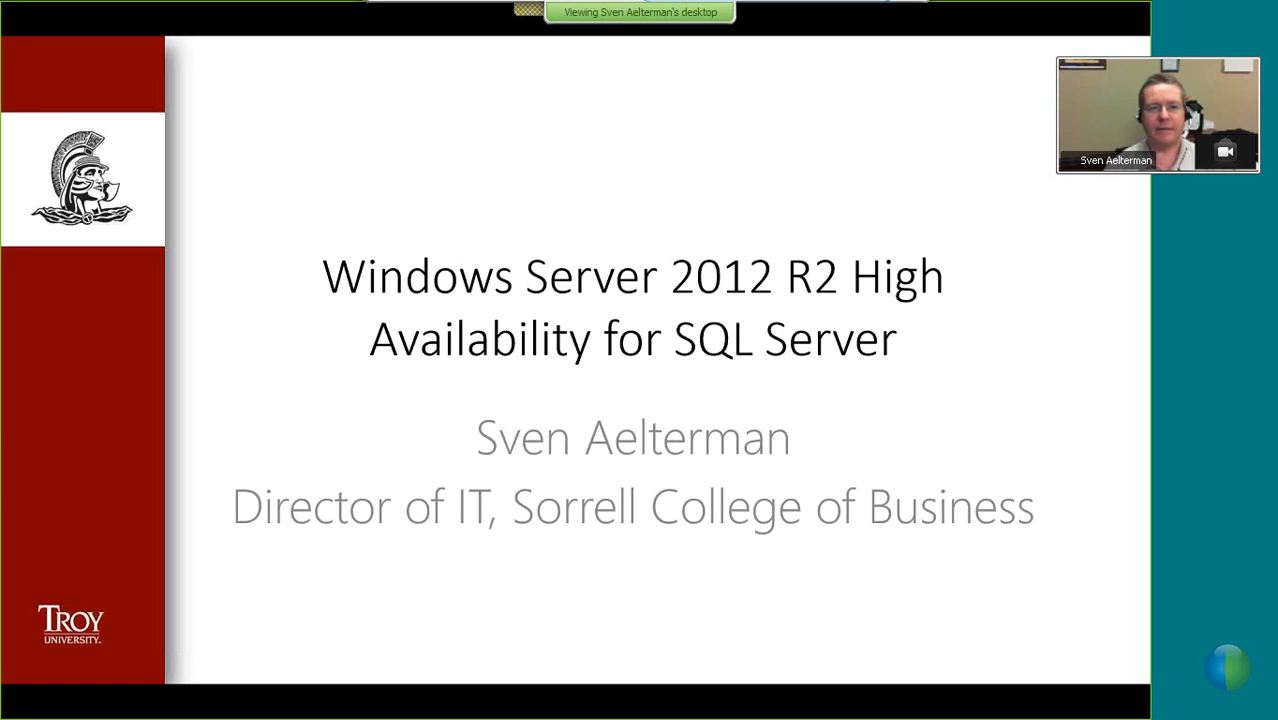 Viewing Sven Aelterman's desktop
Sven Aelterman
Windows Server 2012 R2 High
Availability for SQL Server
Sven Aelterman
Director of IT, Sorrell College of Business
TROY
UNIVERSITY